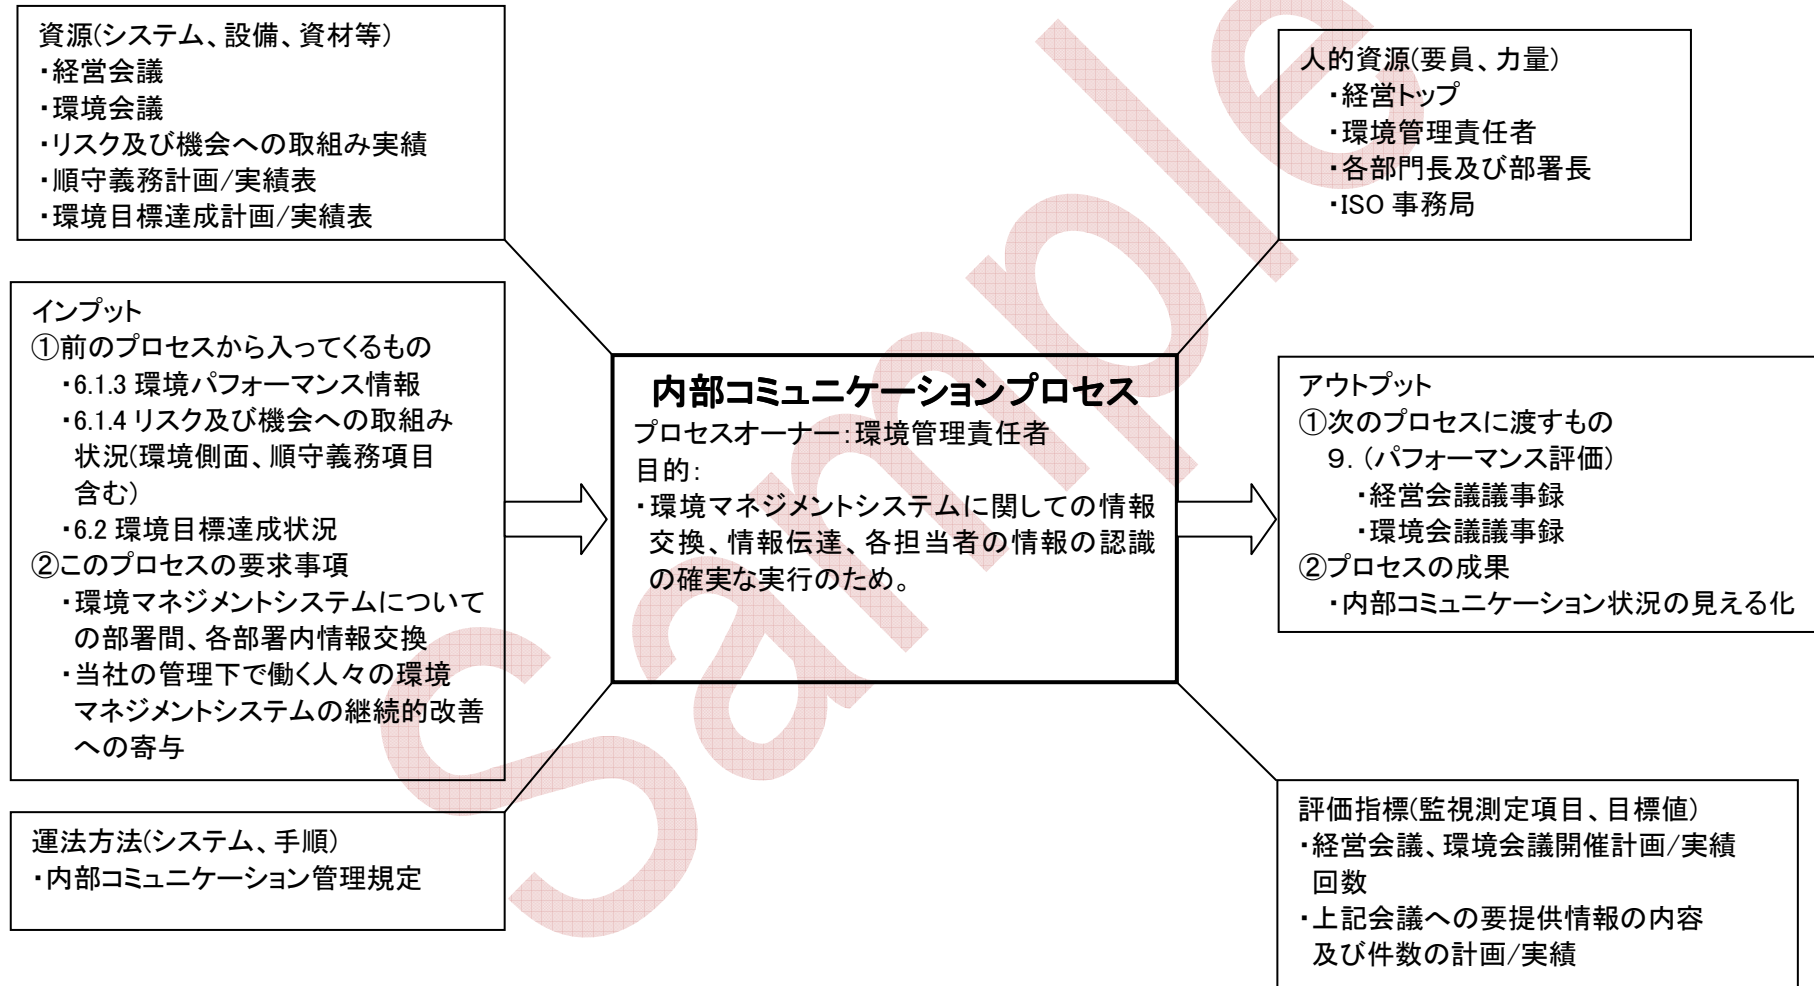 資源(システム、設備、資材等)
・経営会議
・環境会議
・リスク及び機会への取組み実績
・順守義務計画/実績表
・環境目標達成計画/実績表
人的資源(要員、力量)
・経営トップ
・環境管理責任者
・各部門長及び部署長
・ISO 事務局
インプット
①前のプロセスから入ってくるもの
・6.1.3 環境パフォーマンス情報
・6.1.4 リスク及び機会への取組み
状況(環境側面、順守義務項目
含む)
・6.2 環境目標達成状況
②このプロセスの要求事項
・環境マネジメントシステムについて
の部署間、各部署内情報交換
・当社の管理下で働く人々の環境
マネジメントシステムの継続的改善
への寄与
内部コミュニケーションプロセス
プロセスオーナー:環境管理責任者
目的:
・環境マネジメントシステムに関しての情報
交換、情報伝達、各担当者の情報の認識
の確実な実行のため。
アウトプット
①次のプロセスに渡すもの
9. (パフォーマンス評価)
・経営会議議事録
・環境会議議事録
②プロセスの成果
・内部コミュニケーション状況の見える化
運法方法(システム、手順)
・内部コミュニケーション管理規定
評価指標(監視測定項目、目標値)
・経営会議、環境会議開催計画/実績
回数
・上記会議への要提供情報の内容
及び件数の計画/実績
Sample